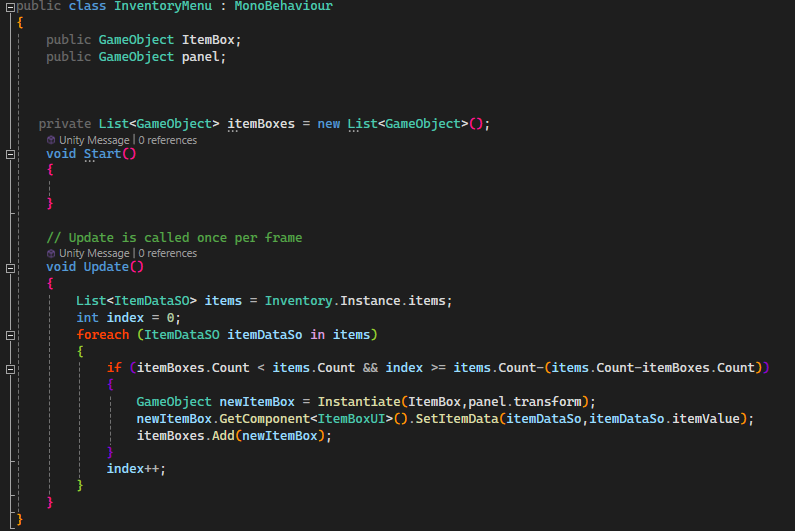 public class InventoryMenu : MonoBehaviour
{
public GameObject ItemBox;
public GameObject panel;
private List<GameObject> itemBoxes = new List<GameObject>();
Unity Message | 0 references
void Start()
{
}
// Update is called once per frame
Unity Message | 0 references
void Update()
{
List<ItemDataSO> items = Inventory.Instance.items;
int index = 0;
foreach (ItemDataSO itemDataSo in items)
{
if (itemBoxes.Count < items.Count && index >= items.Count-(items.Count-itemBoxes.Count))
{
GameObject newItemBox = Instantiate(ItemBox,panel.transform);
newItemBox.GetComponent<ItemBoxUI>().SetItemData(itemDataSo,itemDataSo.itemValue);
itemBoxes.Add(newItemBox);
}
index++;
}
}
}